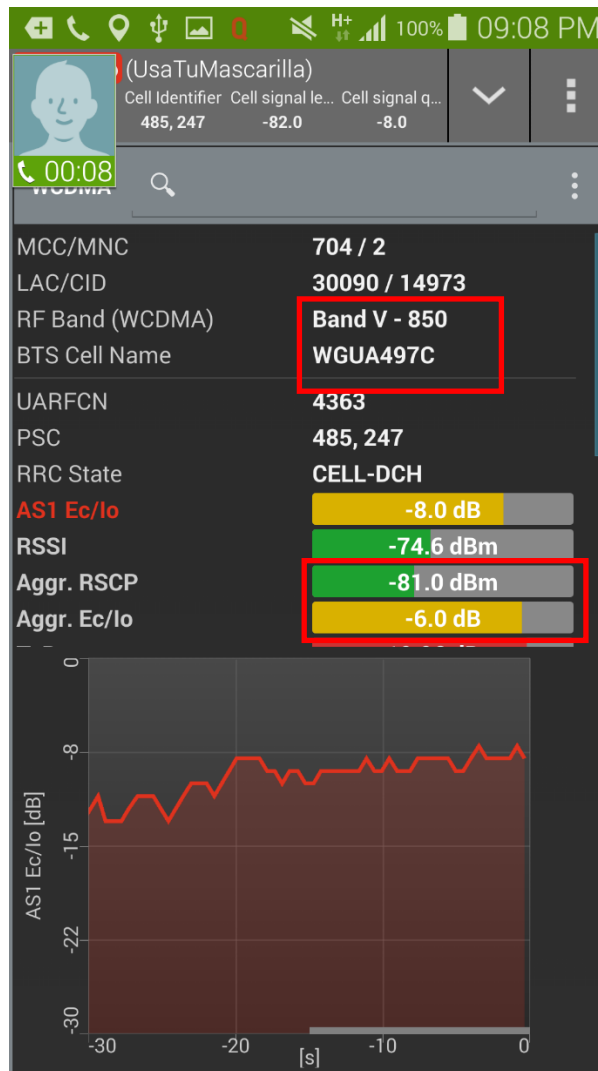 H+ 100% 09:08 PM
(UsaTuMascarilla)
Cell Identifier Cell signal le... Cell signal q...
485, 247 -82.0 -8.0
00:08
WCDMA
MCC/MNC 704 / 2
LAC/CID 30090 / 14973
RF Band (WCDMA) Band V - 850
BTS Cell Name WGUA497C
UARFCN 4363
PSC 485, 247
RRC State CELL-DCH
AS1 Ec/Io -8.0 dB
RSSI -74.6 dBm
Aggr. RSCP -81.0 dBm
Aggr. Ec/Io -6.0 dB
AS1 Ec/Io [dB]
0
-8
-15
-22
-30
-30 -20 -10 0
[s]